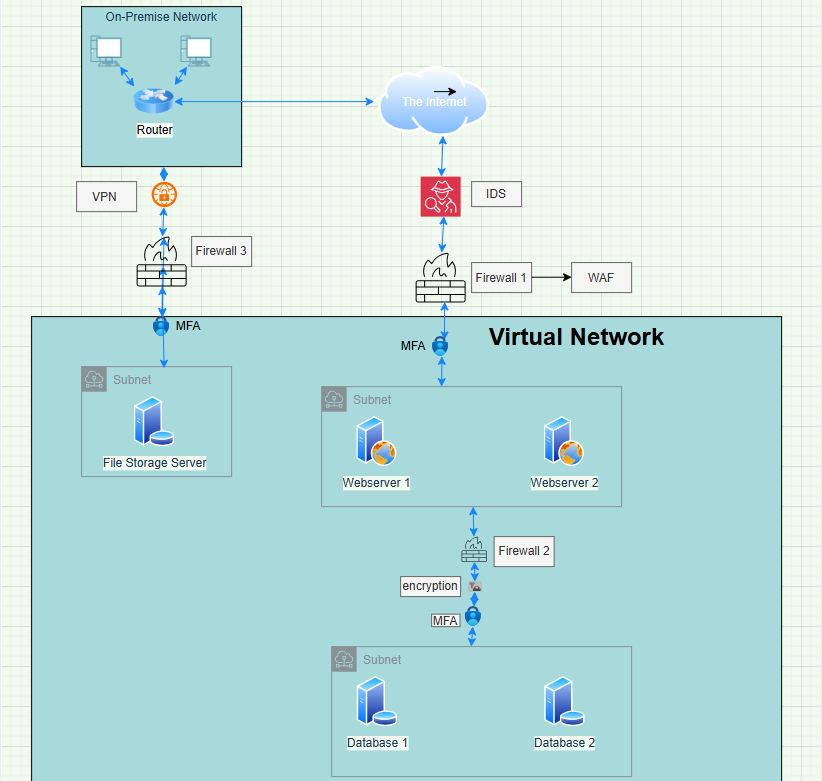 On-Premise Network
The Internet
Router
VPN
IDS
Firewall 3
Firewall 1
WAF
MFA
MFA
Virtual Network
Subnet
Subnet
File Storage Server
Webserver 1
Webserver 2
Firewall 2
encryption
MFA
Subnet
Database 1
Database 2